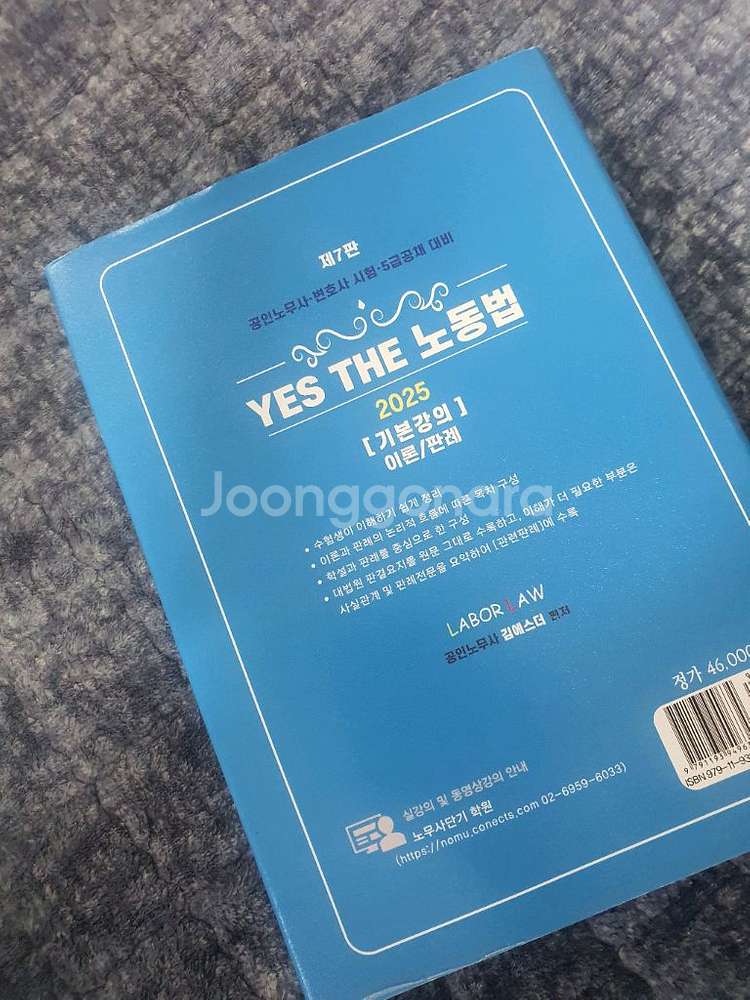 제7판
공인노무사·변호사 시험·5급공채 대비
YES THE 노동법
2025
[기본강의]
이론/판례
• 수험생이 이해하기 쉽게 정리
• 이론과 판례의 논리적 흐름에 따른 목차 구성
• 학설과 판례를 중심으로 한 구성
• 대법원 판결요지를 원문 그대로 수록하고, 이해가 더 필요한 부분은
사실관계 및 판례전문을 요약하여 [관련판례]에 수록
LABOR LAW
공인노무사 김에스더 편저
정가 46,000
실강의 및 동영상강의 안내
노무사단기 학원
(https://nomu.conects.com 02-6959-6033)
9 791193 9496
ISBN 979-11-93
Joonggonara